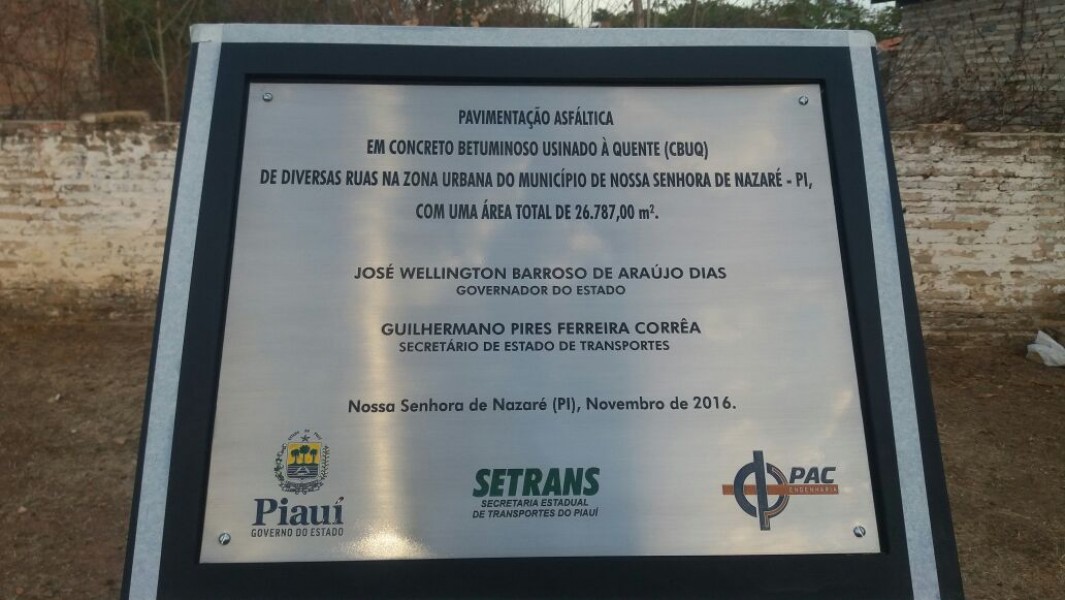 PAVIMENTAÇÃO ASFÁLTICA
EM CONCRETO BETUMINOSO USINADO À QUENTE (CBUQ)
DE DIVERSAS RUAS NA ZONA URBANA DO MUNICÍPIO DE NOSSA SENHORA DE NAZARÉ - PI,
COM UMA ÁREA TOTAL DE 26.787,00 m².
JOSÉ WELLINGTON BARROSO DE ARAÚJO DIAS
GOVERNADOR DO ESTADO
GUILHERMANO PIRES FERREIRA CORRÊA
SECRETÁRIO DE ESTADO DE TRANSPORTES
Nossa Senhora de Nazaré (PI), Novembro de 2016.
Piauí
GOVERNO DO ESTADO
SETRANS
SECRETARIA ESTADUAL
DE TRANSPORTES DO PIAUÍ
PAC
ENGENHARIA